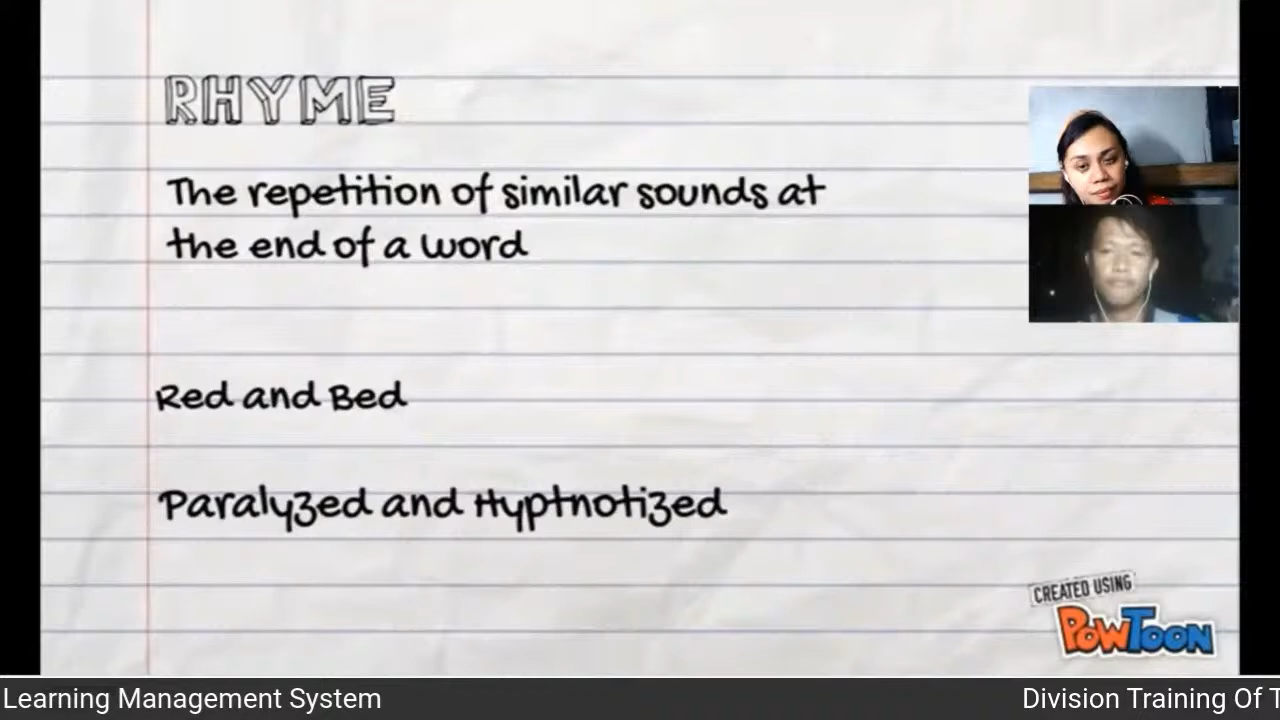 RHYME
The repetition of similar sounds at
the end of a word
Red and Bed
Paralyzed and Hyptnotized
CREATED USING
POWTOON
Learning Management System
Division Training Of T